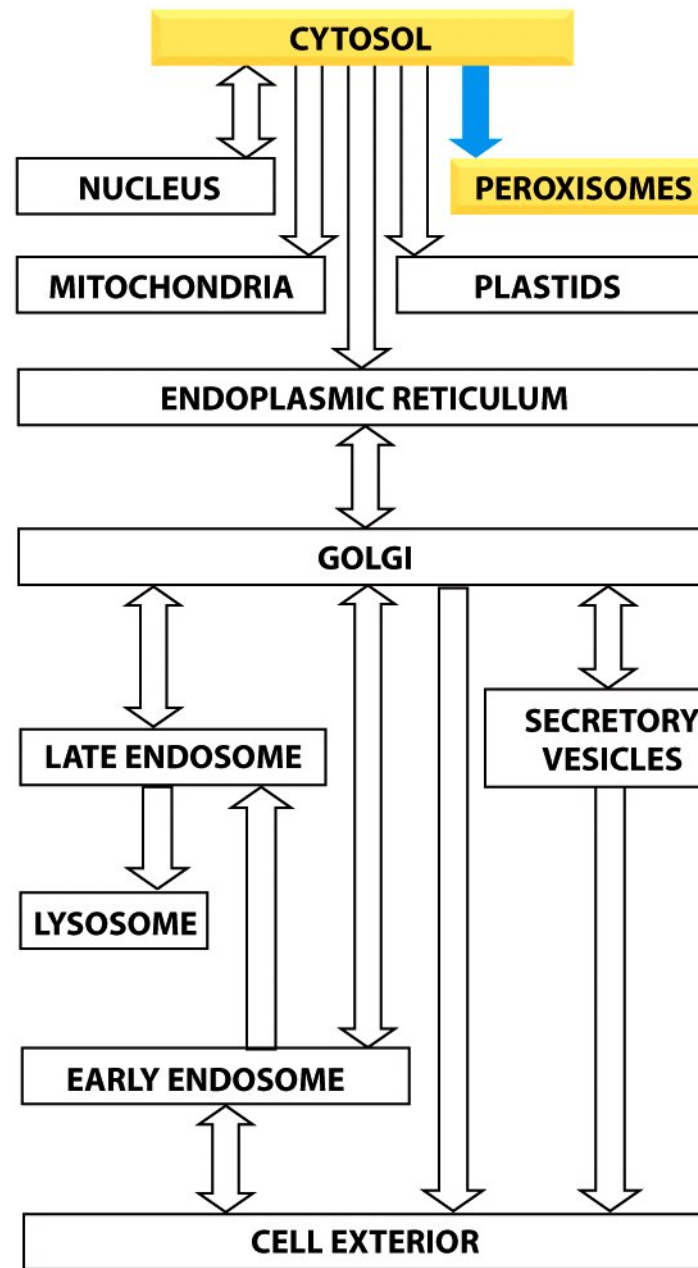 CYTOSOL
NUCLEUS
PEROXISOMES
MITOCHONDRIA
PLASTIDS
ENDOPLASMIC RETICULUM
GOLGI
SECRETORY
VESICLES
LATE ENDOSOME
LYSOSOME
EARLY ENDOSOME
CELL EXTERIOR